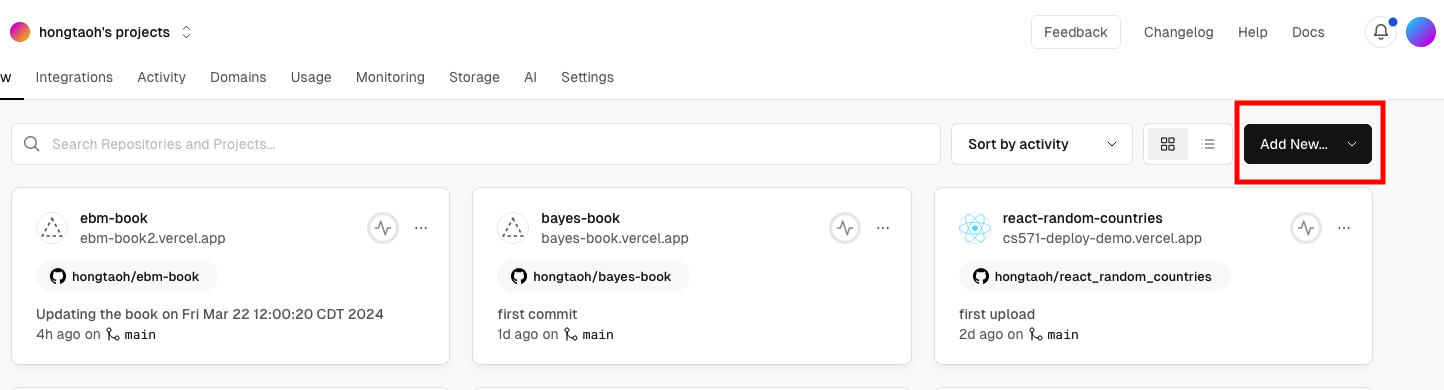 hongtaoh's projects
Feedback
Changelog
Help
Docs
w
Integrations
Activity
Domains
Usage
Monitoring
Storage
AI
Settings
Search Repositories and Projects...
Sort by activity
Add New...
ebm-book
ebm-book2.vercel.app
hongtaoh/ebm-book
Updating the book on Fri Mar 22 12:00:20 CDT 2024
4h ago on main
bayes-book
bayes-book.vercel.app
hongtaoh/bayes-book
first commit
1d ago on main
react-random-countries
cs571-deploy-demo.vercel.app
hongtaoh/react_random_countries
first upload
2d ago on main